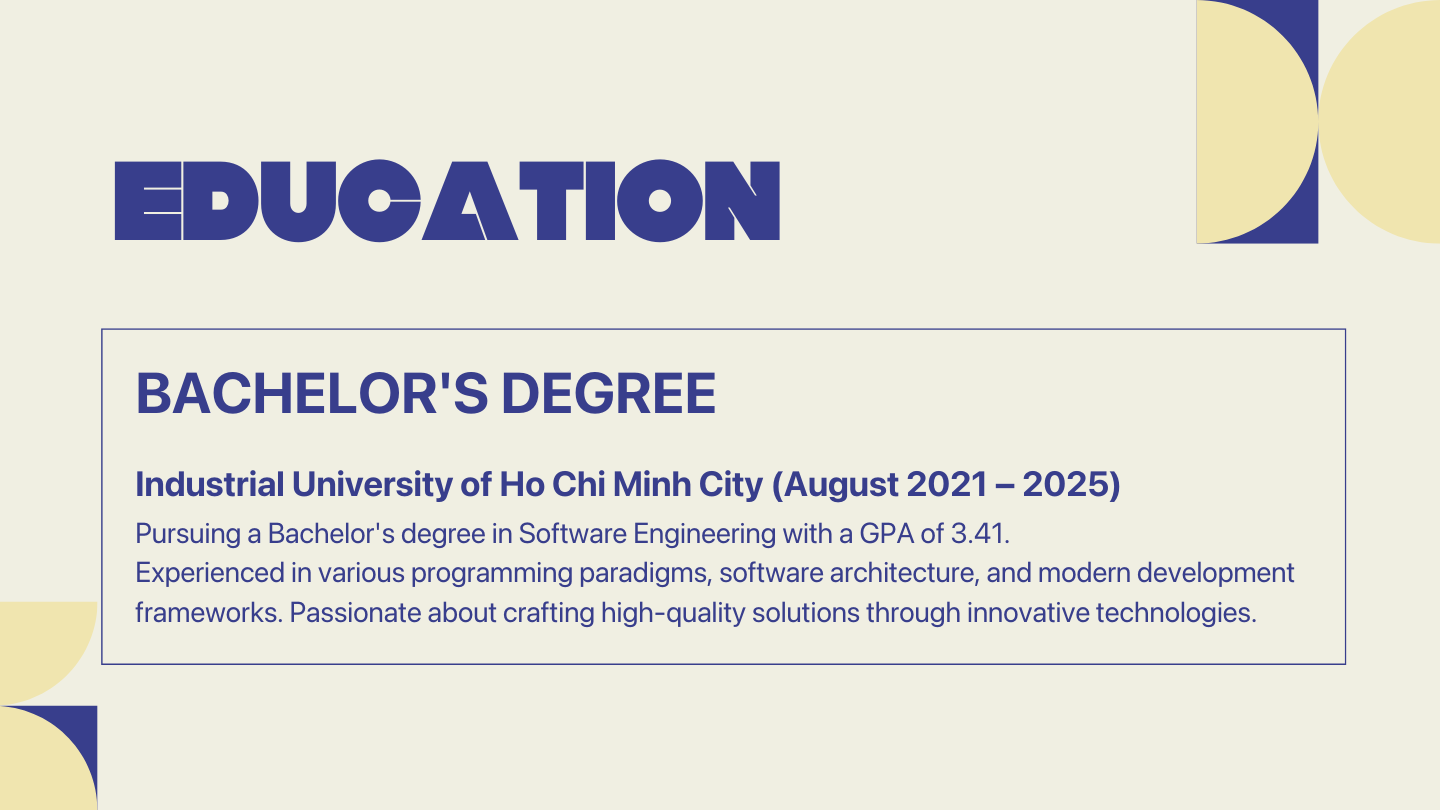 EDUCATION
BACHELOR'S DEGREE
Industrial University of Ho Chi Minh City (August 2021 – 2025)
Pursuing a Bachelor's degree in Software Engineering with a GPA of 3.41.
Experienced in various programming paradigms, software architecture, and modern development
frameworks. Passionate about crafting high-quality solutions through innovative technologies.